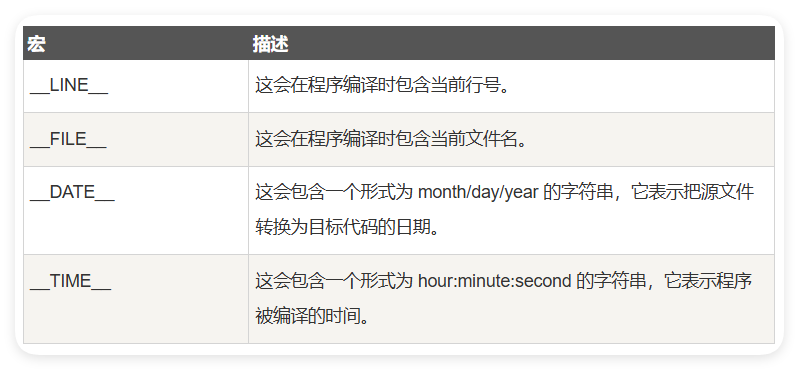 宏 描述
__LINE__ 这会在程序编译时包含当前行号。
__FILE__ 这会在程序编译时包含当前文件名。
__DATE__ 这会包含一个形式为 month/day/year 的字符串，它表示把源文件
转换为目标代码的日期。
__TIME__ 这会包含一个形式为 hour:minute:second 的字符串，它表示程序
被编译的时间。